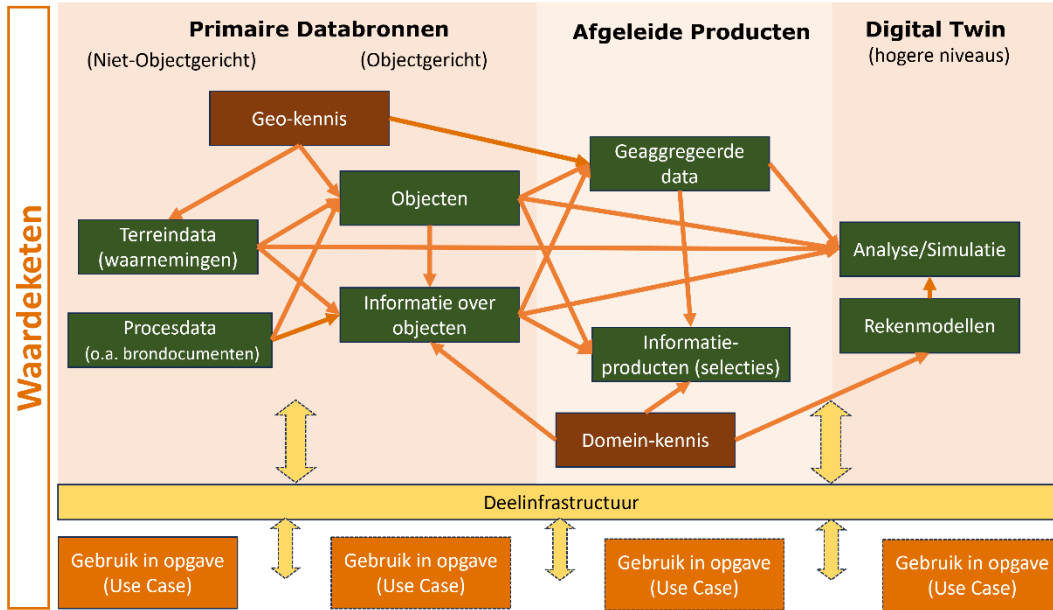 Waardeketen
Primaire Databronnen
(Niet-Objectgericht)
(Objectgericht)
Afgeleide Producten
Digital Twin
(hogere niveaus)
Geo-kennis
Geaggregeerde
data
Objecten
Terreindata
(waarnemingen)
Analyse/Simulatie
Informatie over
objecten
Procesdata
(o.a. brondocumenten)
Rekenmodellen
Informatie-
producten (selecties)
Domein-kennis
Deelinfrastructuur
Gebruik in opgave
(Use Case)
Gebruik in opgave
(Use Case)
Gebruik in opgave
(Use Case)
Gebruik in opgave
(Use Case)